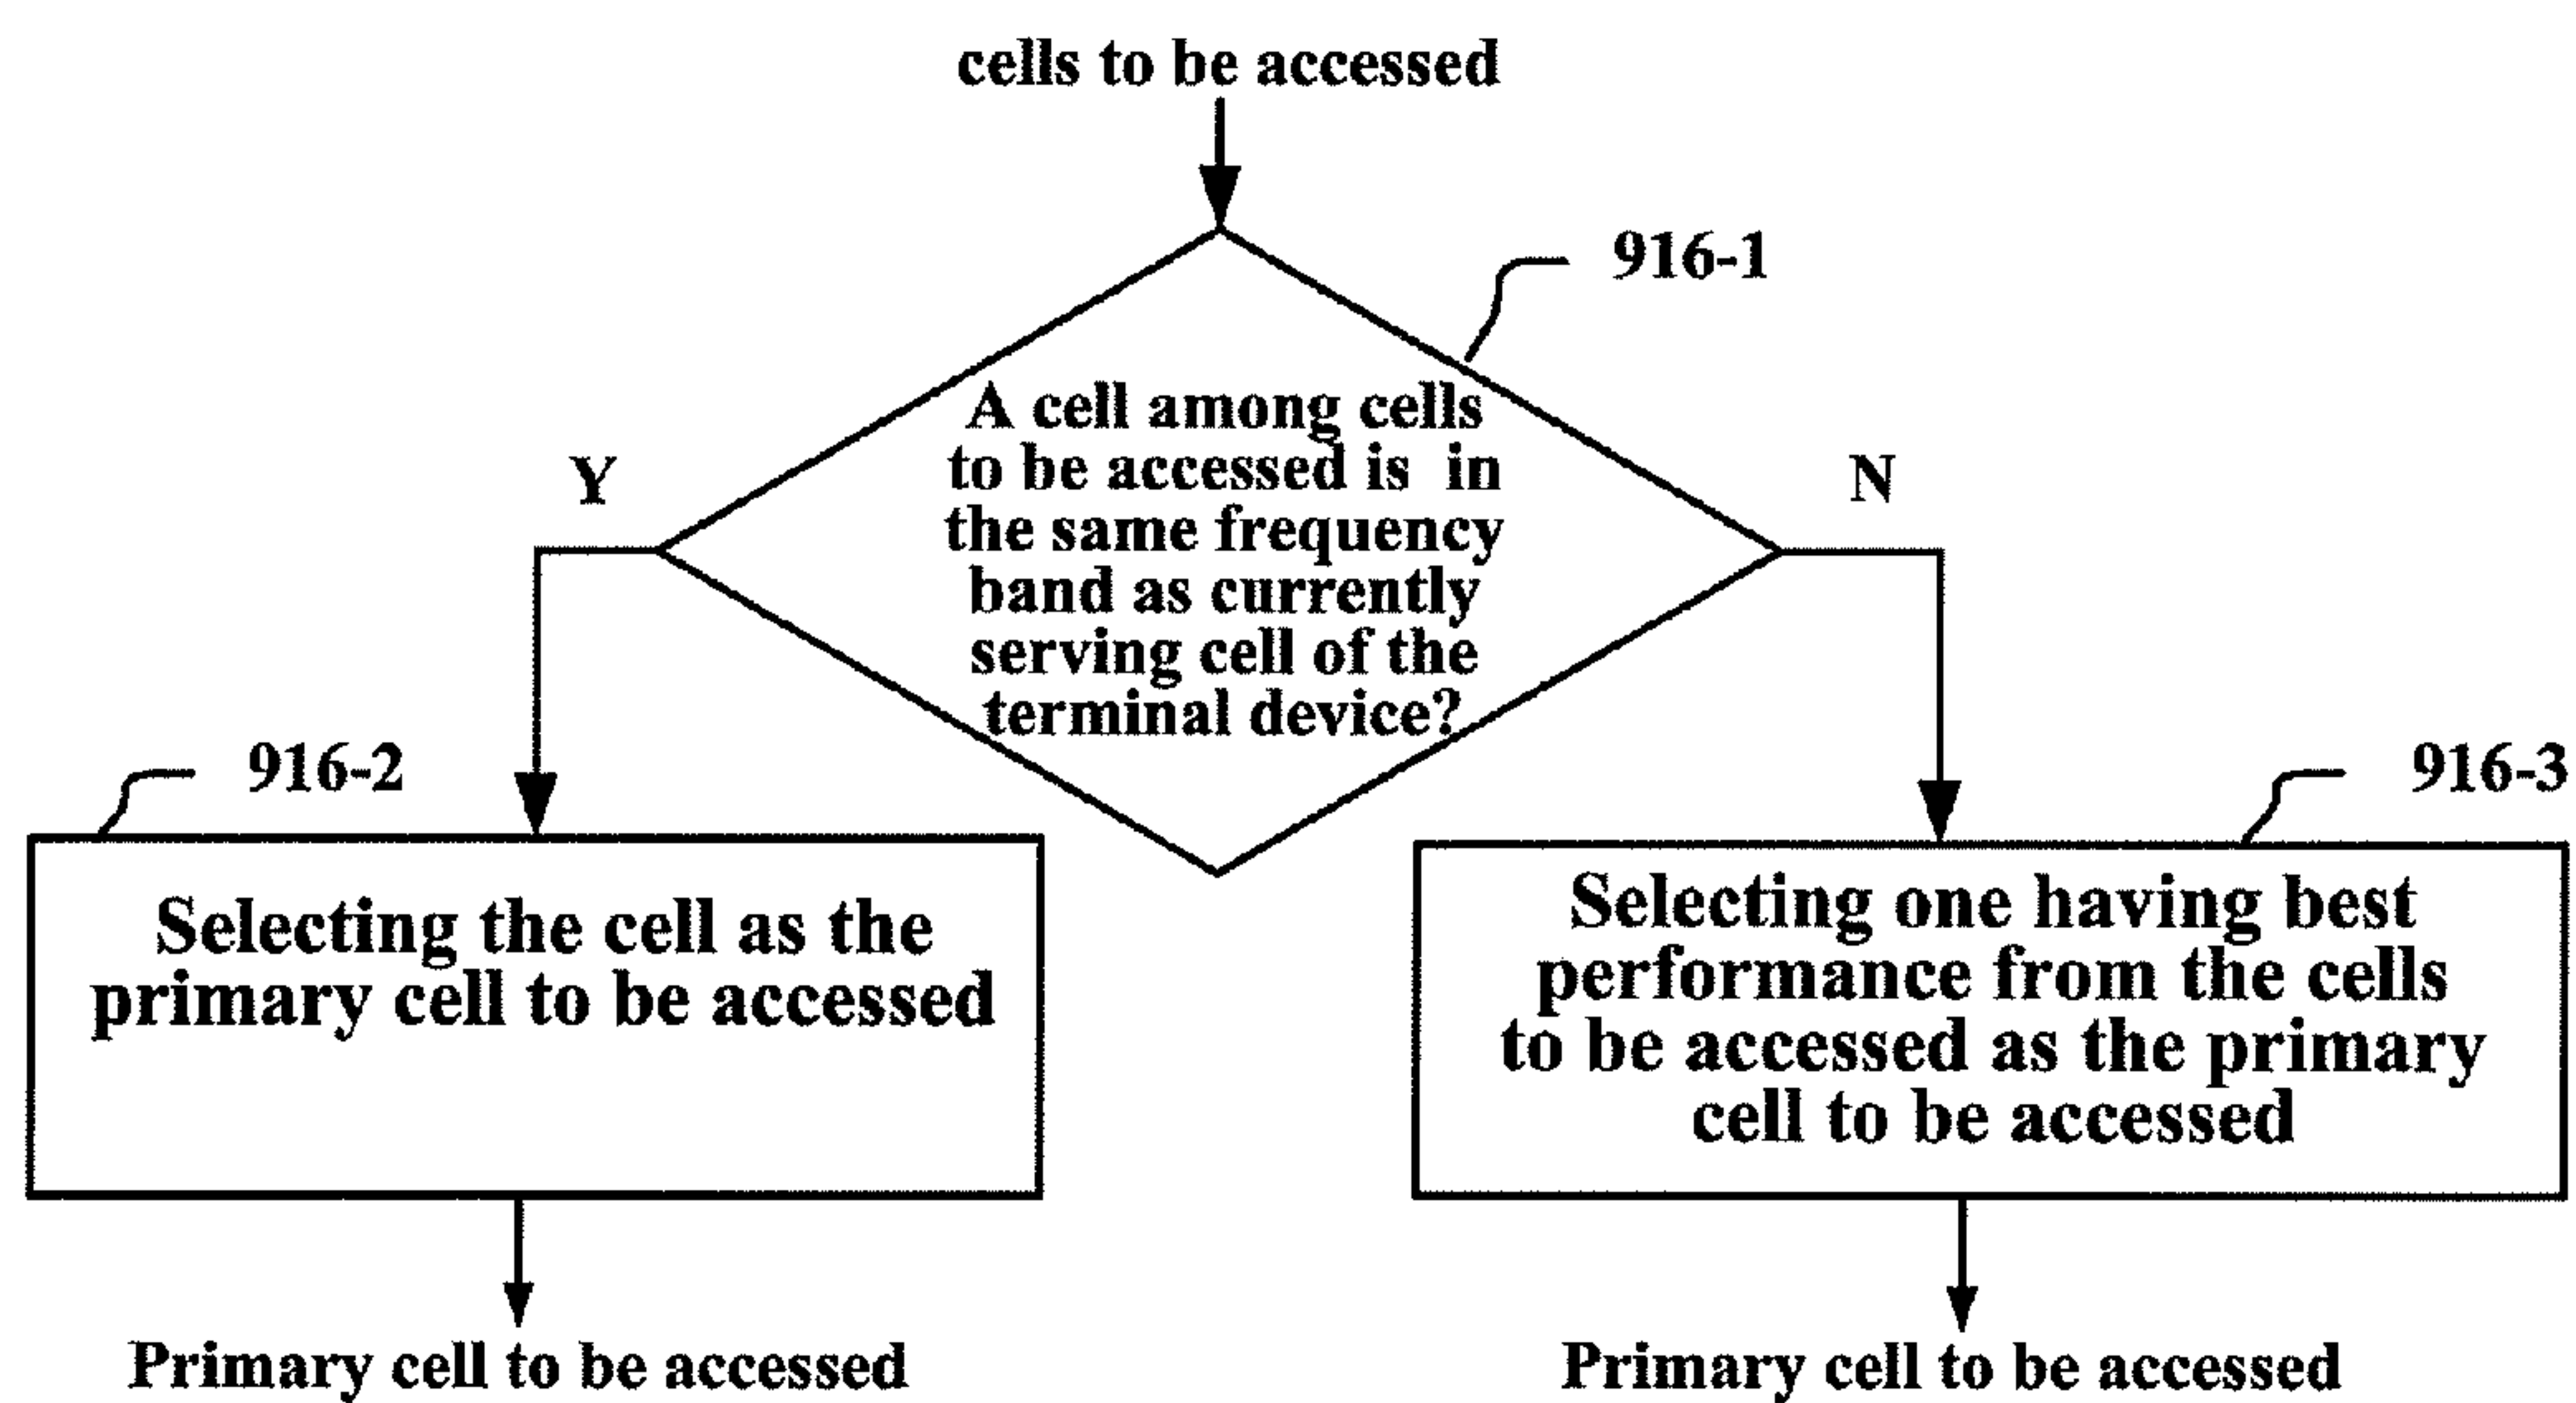 cells to be accessed
916-1
A cell among cells
to be accessed is in
the same frequency
band as currently
serving cell of the
terminal device?
Y
N
916-2
916-3
Selecting the cell as the
primary cell to be accessed
Selecting one having best
performance from the cells
to be accessed as the primary
cell to be accessed
Primary cell to be accessed
Primary cell to be accessed